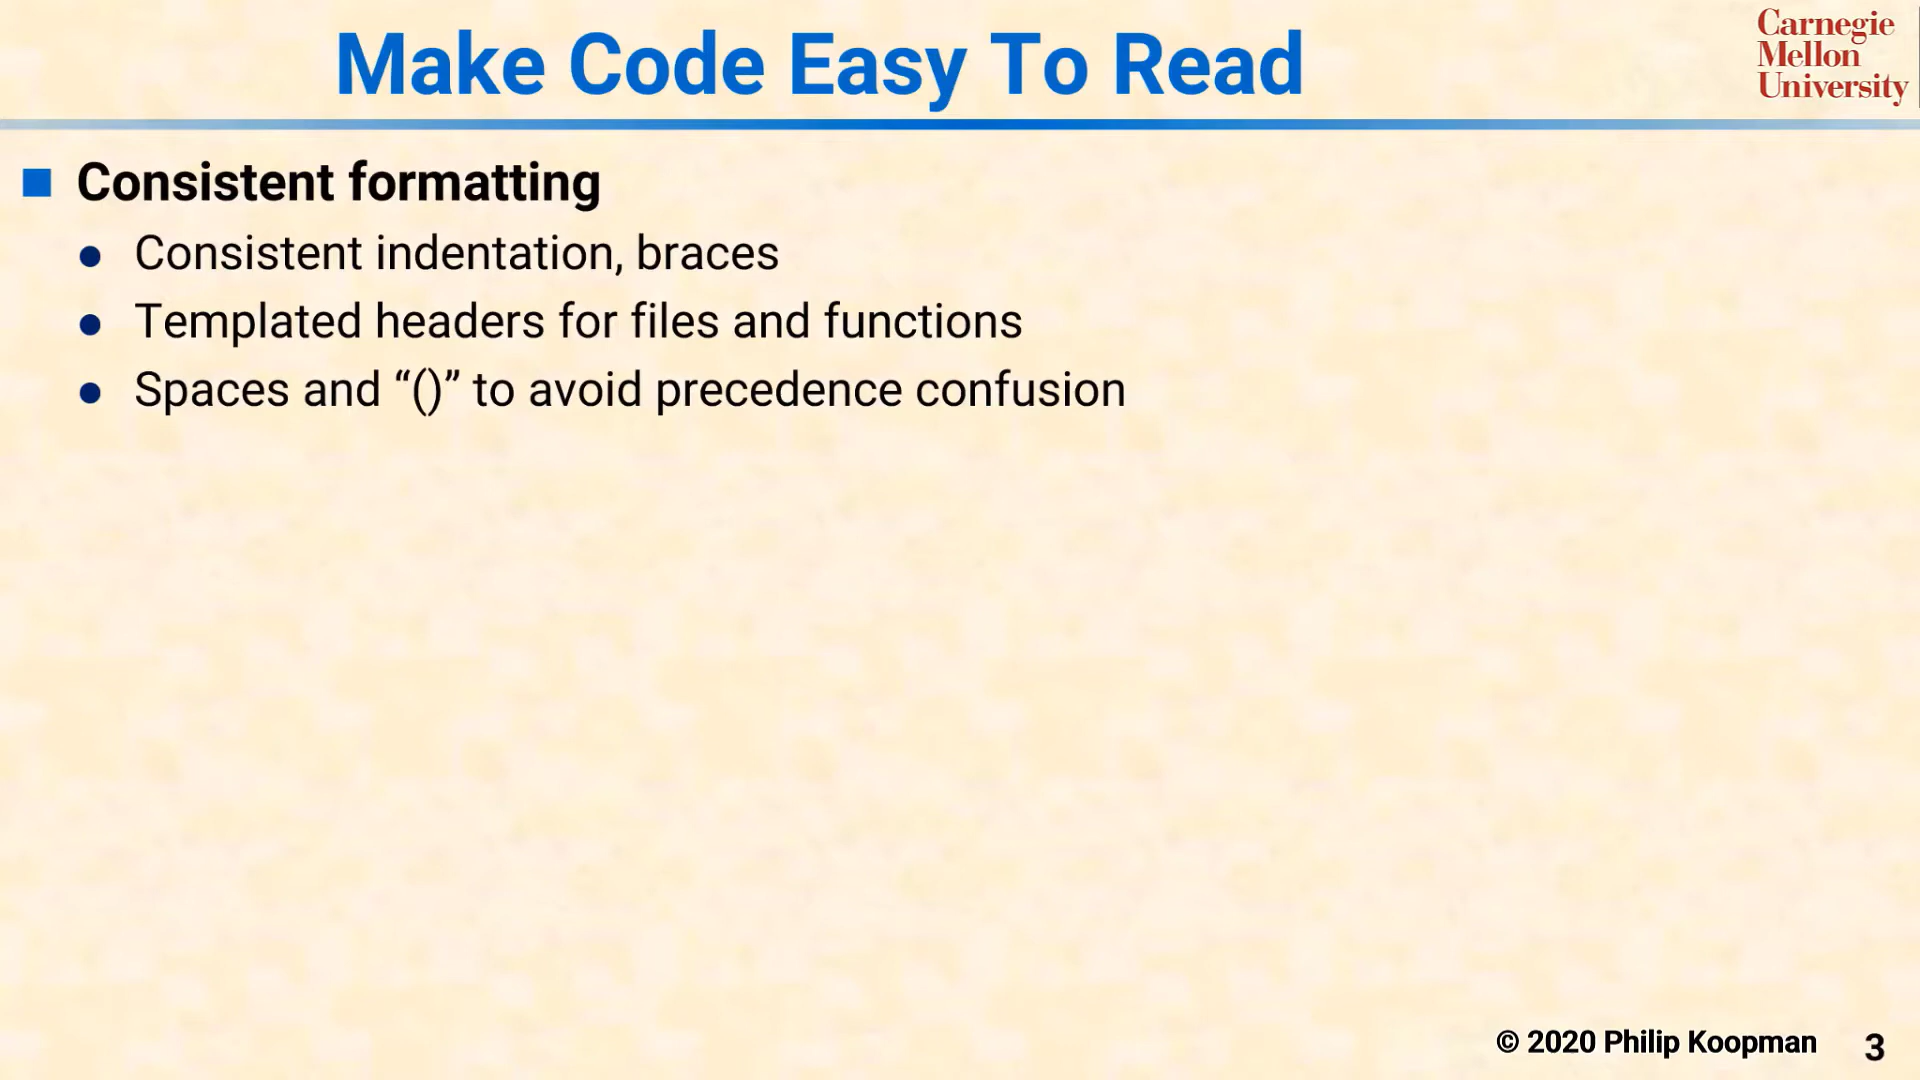 Make Code Easy To Read
Carnegie
Mellon
University
Consistent formatting
Consistent indentation, braces
Templated headers for files and functions
Spaces and “()” to avoid precedence confusion
© 2020 Philip Koopman 3